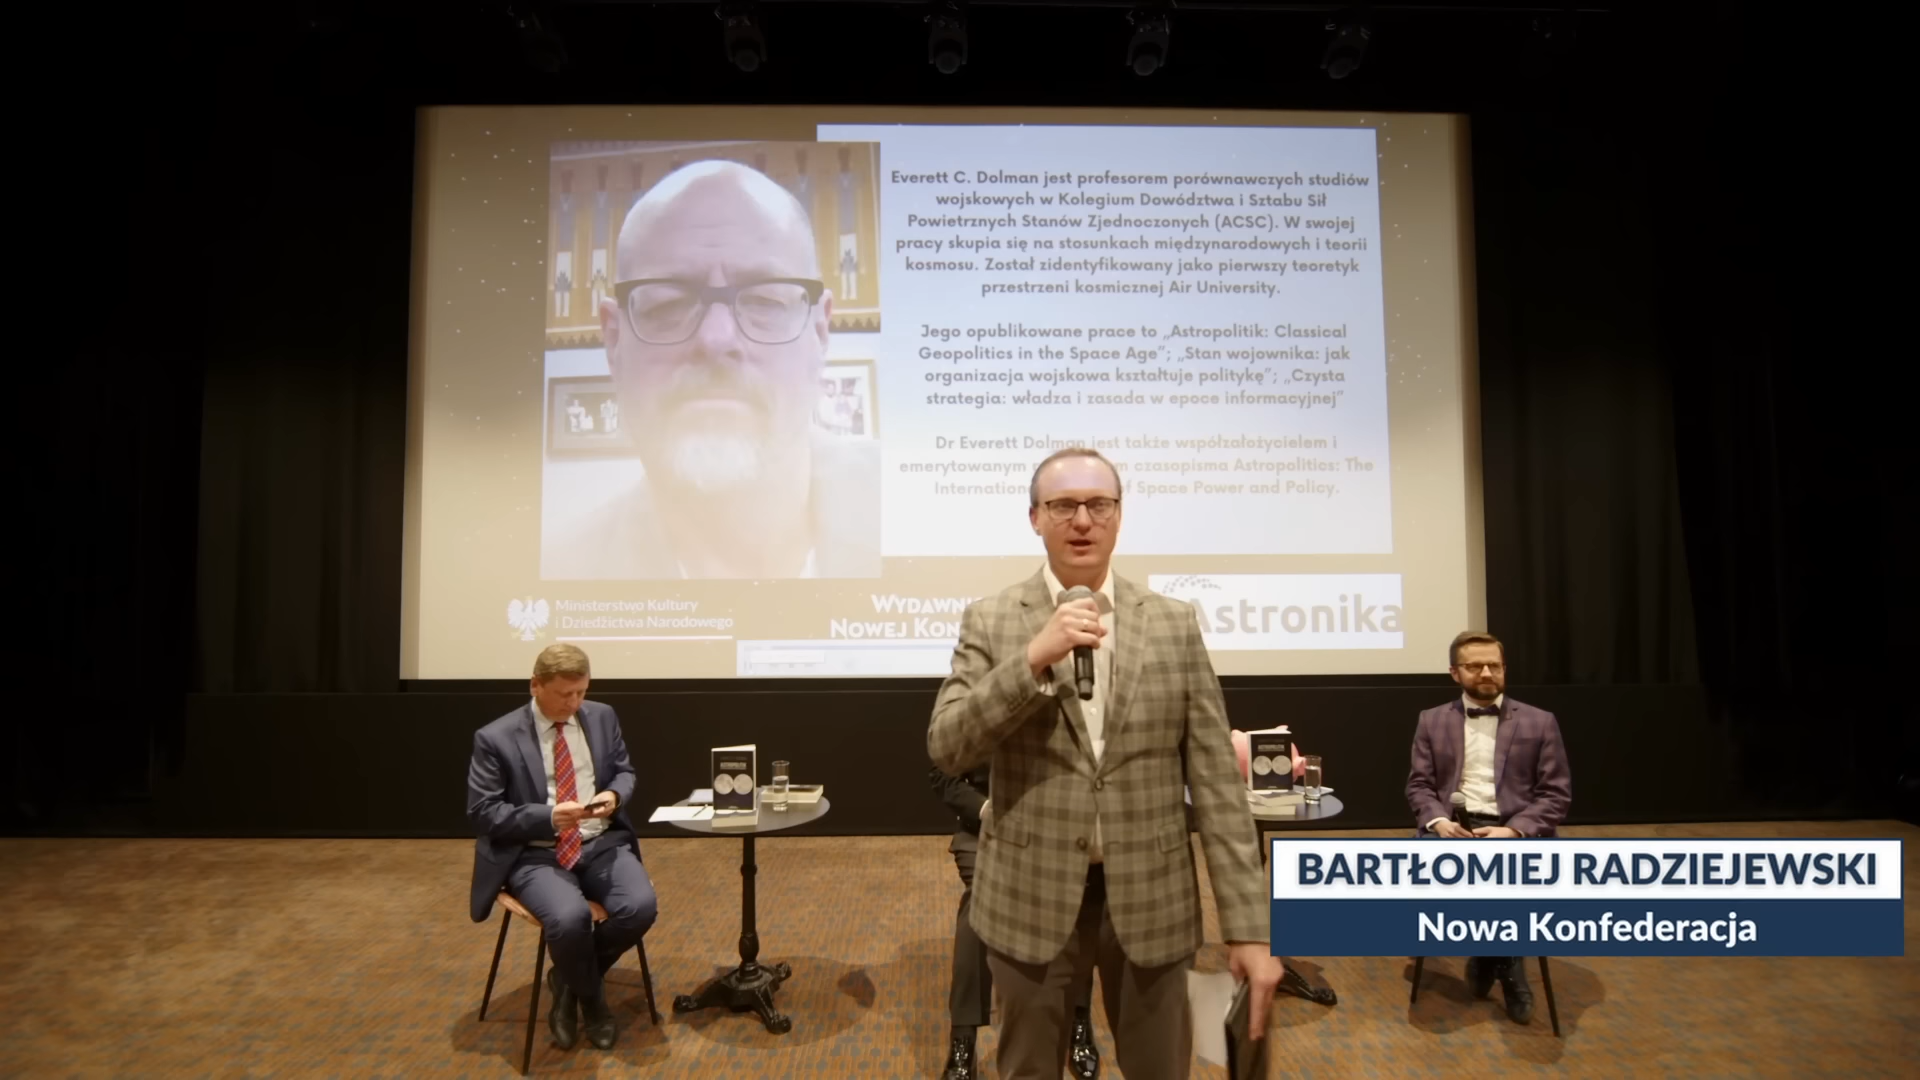 Everett C. Dolman jest profesorem porównawczych studiów
wojskowych w Kolegium Dowództwa i Sztabu Sił
Powietrznych Stanów Zjednoczonych (ACSC). W swojej
pracy skupia się na stosunkach międzynarodowych i teorii
kosmosu. Został zidentyfikowany jako pierwszy teoretyk
przestrzeni kosmicznej Air University.
Jego opublikowane prace to „Astropolitik: Classical
Geopolitics in the Space Age”; „Stan wojownika: jak
organizacja wojskowa kształtuje politykę”; „Czysta
strategia: władza i zasada w epoce informacyjnej”
Dr Everett Dolman jest także współzałożycielem i
emerytowanym czasopisma Astropolitics: The
of Space Power and Policy.
Ministerstwo Kultury
i Dziedzictwa Narodowego
NOWEJ
Astronika
BARTŁOMIEJ RADZIEJEWSKI
Nowa Konfederacja